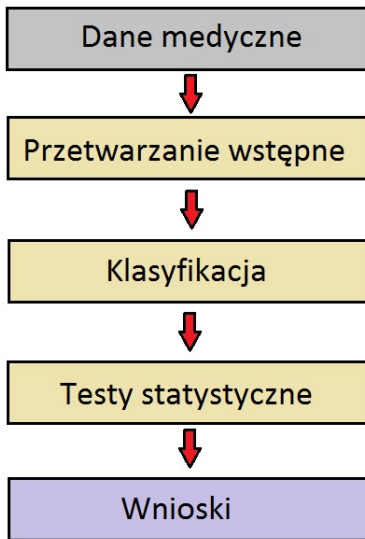 Dane medyczne
Przetwarzanie wstępne
Klasyfikacja
Testy statystyczne
Wnioski